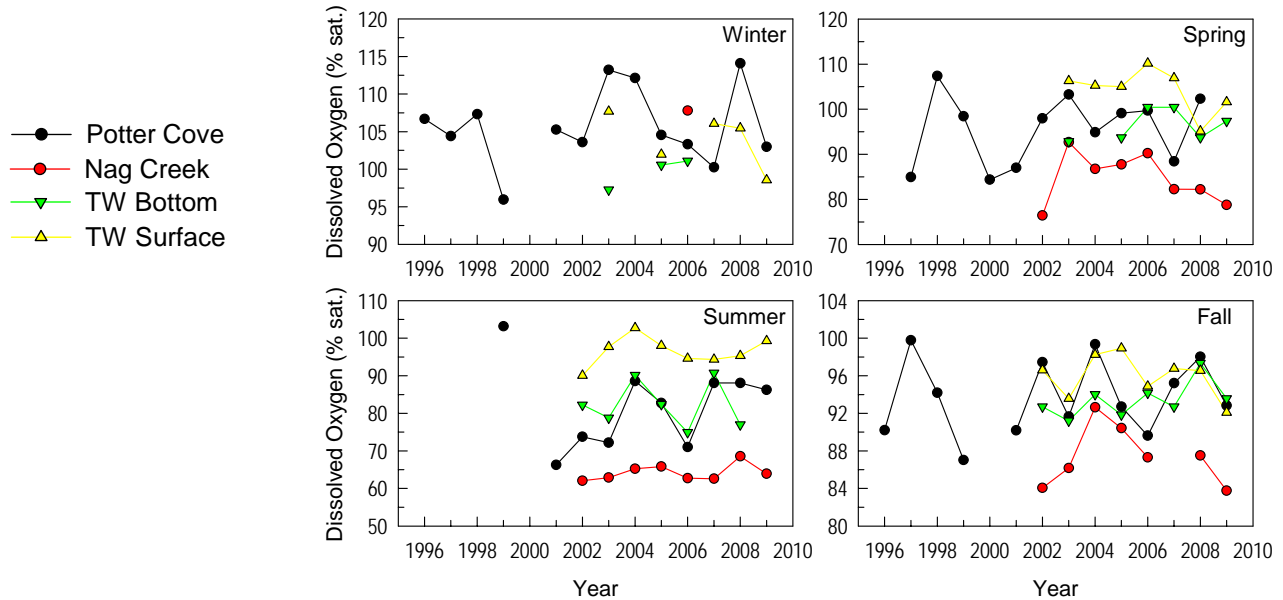 Potter Cove
Nag Creek
TW Bottom
TW Surface
Dissolved Oxygen (% sat.)
120
115
110
105
100
95
90
Winter
1996 1998 2000 2002 2004 2006 2008 2010
120
110
100
90
80
70
Spring
1996 1998 2000 2002 2004 2006 2008 2010
Dissolved Oxygen (% sat.)
110
100
90
80
70
60
50
Summer
1996 1998 2000 2002 2004 2006 2008 2010
Year
104
100
96
92
88
84
80
Fall
1996 1998 2000 2002 2004 2006 2008 2010
Year